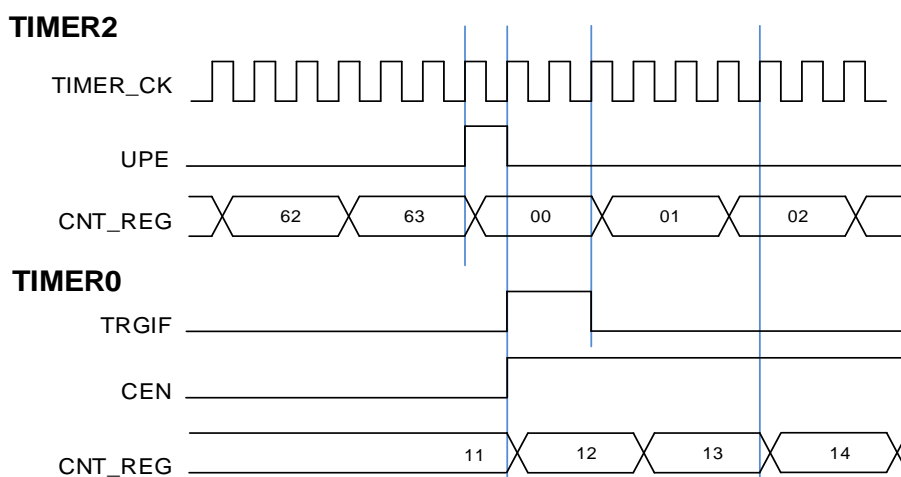 TIMER2
TIMER_CK
UPE
CNT_REG 62 63 00 01 02
TIMER0
TRGIF
CEN
CNT_REG 11 12 13 14